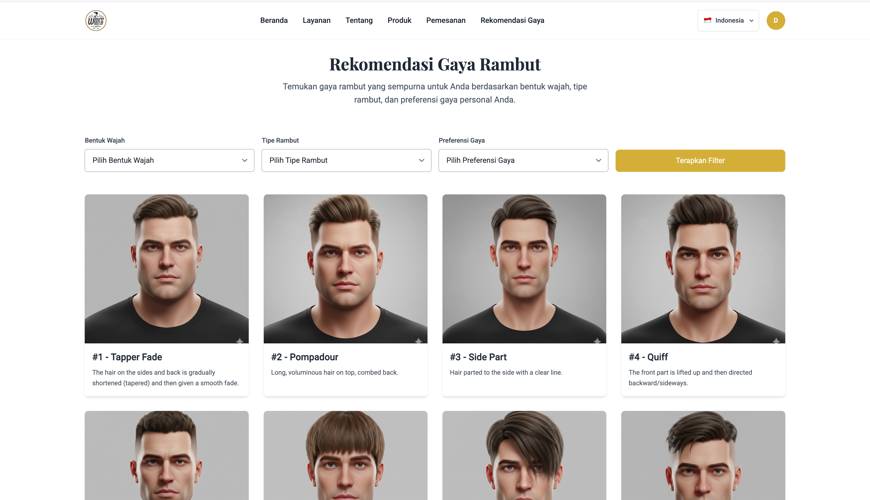 WAYS
Beranda Layanan Tentang Produk Pemesanan Rekomendasi Gaya
Indonesia
D
Rekomendasi Gaya Rambut
Temukan gaya rambut yang sempurna untuk Anda berdasarkan bentuk wajah, tipe
rambut, dan preferensi gaya personal Anda.
Bentuk Wajah
Tipe Rambut
Preferensi Gaya
Pilih Bentuk Wajah
Pilih Tipe Rambut
Pilih Preferensi Gaya
Terapkan Filter
#1 - Tapper Fade
The hair on the sides and back is gradually
shortened (tapered) and then given a smooth fade.
#2 - Pompadour
Long, voluminous hair on top, combed back.
#3 - Side Part
Hair parted to the side with a clear line.
#4 - Quiff
The front part is lifted up and then directed
backward/sideways.